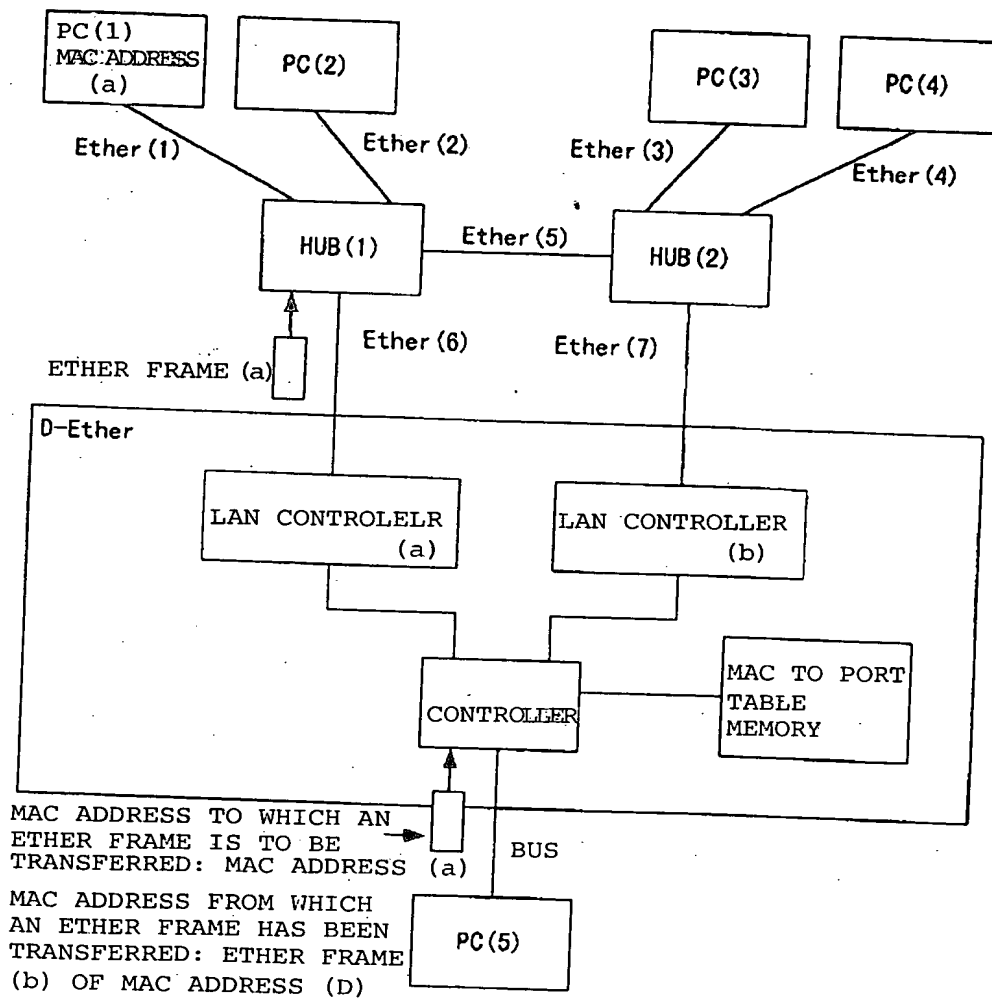 PC(1)
MAC ADDRESS
(a)
PC(2)
PC(3)
PC(4)
Ether(1)
Ether(2)
Ether(3)
Ether(4)
HUB(1)
Ether(5)
HUB(2)
Ether(6)
Ether(7)
ETHER FRAME (a)
D-Ether
LAN CONTROLELR
(a)
LAN CONTROLLER
(b)
CONTROLLER
MAC TO PORT
TABLE
MEMORY
MAC ADDRESS TO WHICH AN
ETHER FRAME IS TO BE
TRANSFERRED: MAC ADDRESS (a)
BUS
MAC ADDRESS FROM WHICH
AN ETHER FRAME HAS BEEN
TRANSFERRED: ETHER FRAME
(b) OF MAC ADDRESS (D)
PC(5)